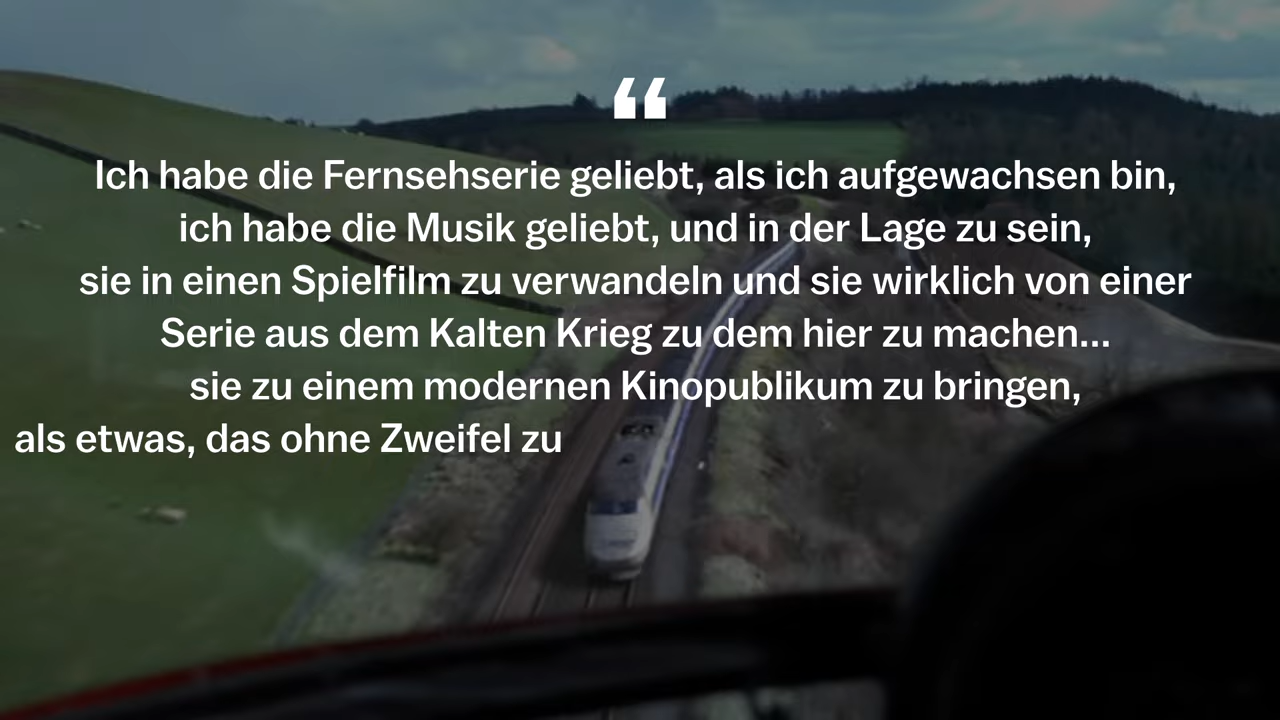 “
Ich habe die Fernsehserie geliebt, als ich aufgewachsen bin,
ich habe die Musik geliebt, und in der Lage zu sein,
sie in einen Spielfilm zu verwandeln und sie wirklich von einer
Serie aus dem Kalten Krieg zu dem hier zu machen...
sie zu einem modernen Kinopublikum zu bringen,
als etwas, das ohne Zweifel zu